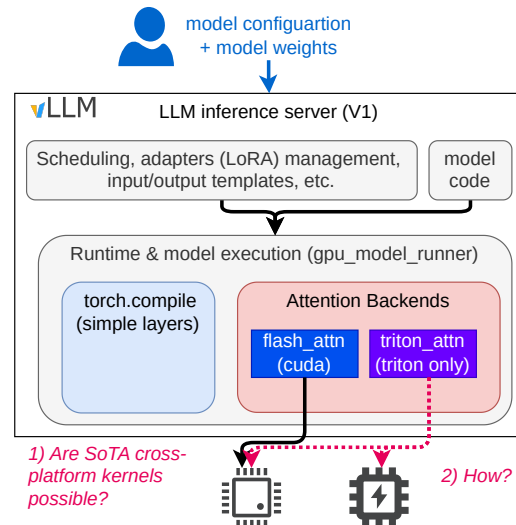 model configuartion
+ model weights
vLLM
LLM inference server (V1)
Scheduling, adapters (LoRA) management,
input/output templates, etc.
model
code
Runtime & model execution (gpu_model_runner)
torch.compile
(simple layers)
Attention Backends
flash_attn
(cuda)
triton_attn
(triton only)
1) Are SoTA cross-
platform kernels
possible?
2) How?